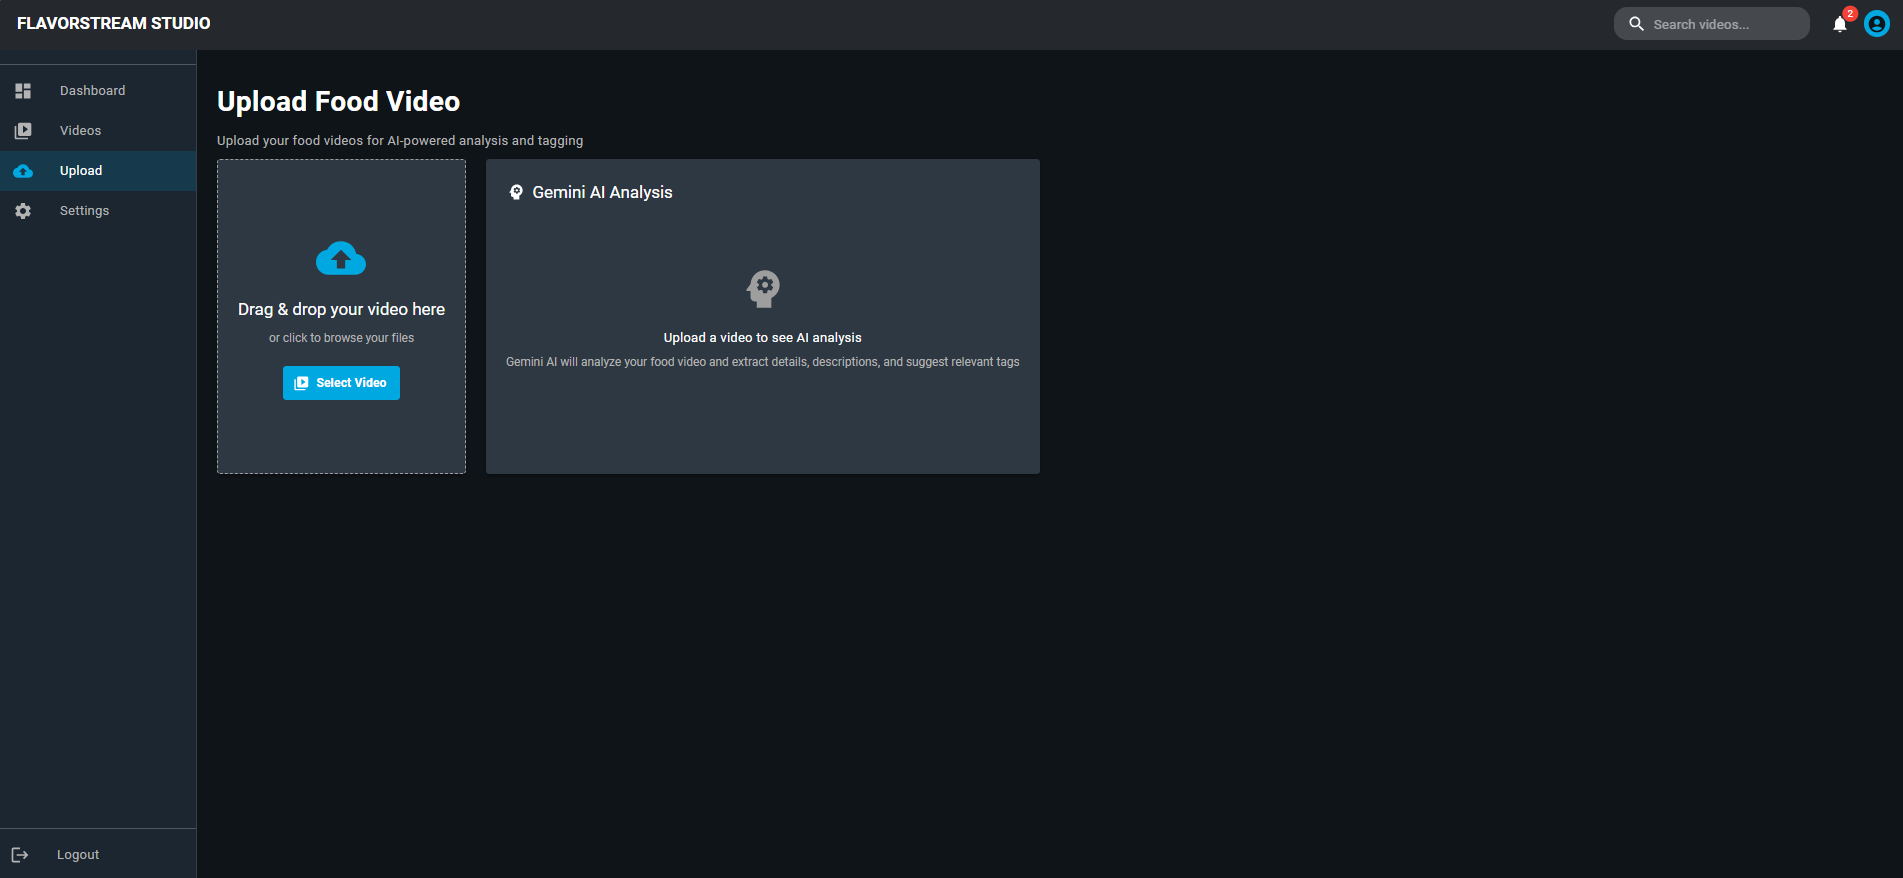 FLAVORSTREAM STUDIO
Search videos...
2
Dashboard
Videos
Upload
Settings
Logout
Upload Food Video
Upload your food videos for AI-powered analysis and tagging
Drag & drop your video here
or click to browse your files
Select Video
Gemini AI Analysis
Upload a video to see AI analysis
Gemini AI will analyze your food video and extract details, descriptions, and suggest relevant tags